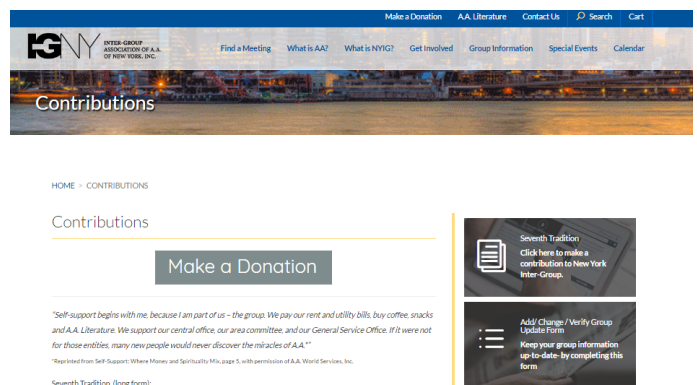 Make a Donation A.A. Literature Contact Us Search Cart
IGNY
INTER-GROUP
ASSOCIATION OF A.A.
OF NEW YORK, INC.
Find a Meeting What is AA? What is NYIG? Get Involved Group Information Special Events Calendar
Contributions
HOME > CONTRIBUTIONS
Contributions
Make a Donation
"Self-support begins with me, because I am part of us – the group. We pay our rent and utility bills, buy coffee, snacks
and A.A. Literature. We support our central office, our area committee, and our General Service Office. If it were not
for those entities, many new people would never discover the miracles of A.A.*"
*Reprinted from Self-Support: Where Money and Spirituality Mix, page 5, with permission of A.A. World Services, Inc.
Seventh Tradition (long form):
Seventh Tradition
Click here to make a
contribution to New York
Inter-Group.
Add/ Change / Verify Group
Update Form
Keep your group information
up-to-date- by completing this
form